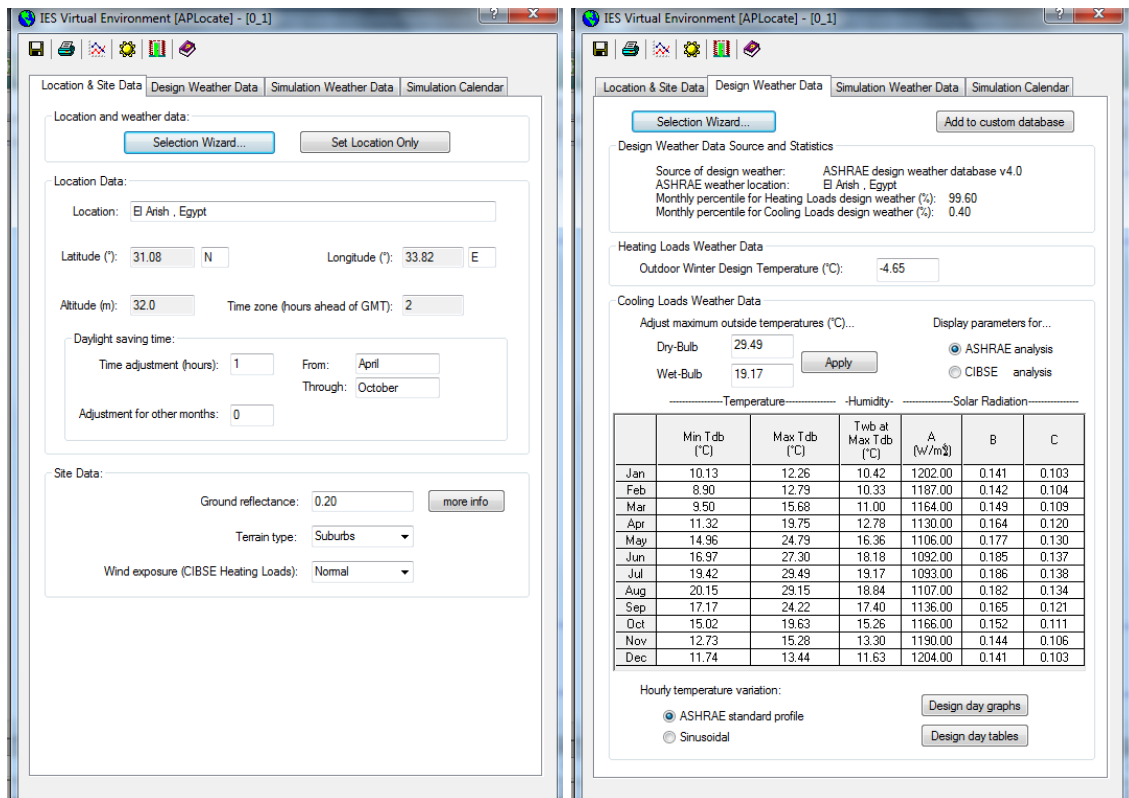 IES Virtual Environment [APLocate] - [0_1]
Location & Site Data Design Weather Data Simulation Weather Data Simulation Calendar
Location and weather data:
Selection Wizard... Set Location Only
Location Data:
Location: El Arish , Egypt
Latitude (°): 31.08 N Longitude (°): 33.82 E
Altitude (m): 32.0 Time zone (hours ahead of GMT): 2
Daylight saving time:
Time adjustment (hours): 1 From: April
Through: October
Adjustment for other months: 0
Site Data:
Ground reflectance: 0.20 more info
Terrain type: Suburbs
Wind exposure (CIBSE Heating Loads): Normal
IES Virtual Environment [APLocate] - [0_1]
Location & Site Data Design Weather Data Simulation Weather Data Simulation Calendar
Selection Wizard... Add to custom database
Design Weather Data Source and Statistics
Source of design weather: ASHRAE design weather database v4.0
ASHRAE weather location: El Arish , Egypt
Monthly percentile for Heating Loads design weather (%): 99.60
Monthly percentile for Cooling Loads design weather (%): 0.40
Heating Loads Weather Data
Outdoor Winter Design Temperature (°C): -4.65
Cooling Loads Weather Data
Adjust maximum outside temperatures (°C)... Display parameters for...
Dry-Bulb 29.49 ASHRAE analysis
Apply
Wet-Bulb 19.17 CIBSE analysis
----------------Temperature--------------- -Humidity- ---------------Solar Radiation---------------
Min Tdb (°C) Max Tdb (°C) Twb at Max Tdb (°C) A (W/m²) B C
Jan 10.13 12.26 10.42 1202.00 0.141 0.103
Feb 8.90 12.79 10.33 1187.00 0.142 0.104
Mar 9.50 15.68 11.00 1164.00 0.149 0.109
Apr 11.32 19.75 12.78 1130.00 0.164 0.120
May 14.96 24.79 16.36 1106.00 0.177 0.130
Jun 16.97 27.30 18.18 1092.00 0.185 0.137
Jul 19.42 29.49 19.17 1093.00 0.186 0.138
Aug 20.15 29.15 18.84 1107.00 0.182 0.134
Sep 17.17 24.22 17.40 1136.00 0.165 0.121
Oct 15.02 19.63 15.26 1166.00 0.152 0.111
Nov 12.73 15.28 13.30 1190.00 0.144 0.106
Dec 11.74 13.44 11.63 1204.00 0.141 0.103
Hourly temperature variation:
ASHRAE standard profile Design day graphs
Sinusoidal Design day tables